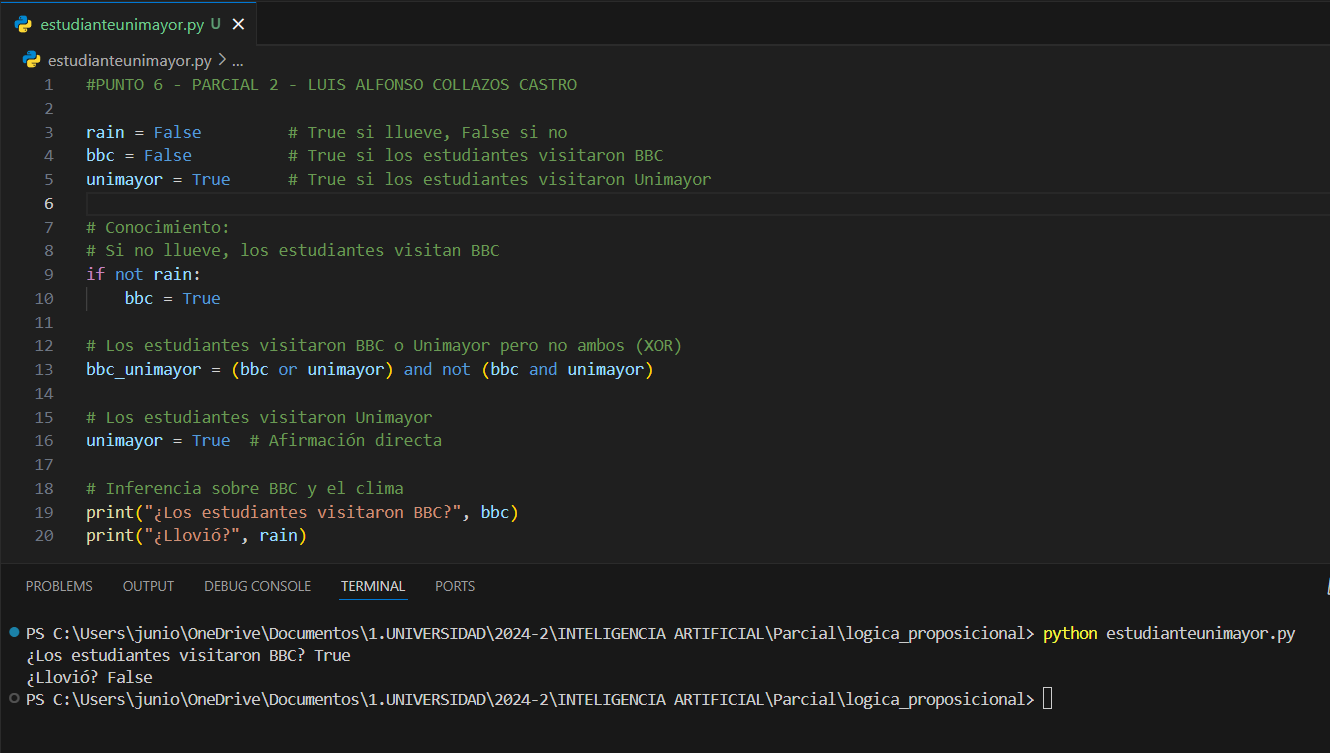 estudianteunimayor.py U ×
estudianteunimayor.py > ...
1 #PUNTO 6 - PARCIAL 2 - LUIS ALFONSO COLLAZOS CASTRO
2
3 rain = False         # True si llueve, False si no
4 bbc = False          # True si los estudiantes visitaron BBC
5 unimayor = True      # True si los estudiantes visitaron Unimayor
6
7 # Conocimiento:
8 # Si no llueve, los estudiantes visitan BBC
9 if not rain:
10     bbc = True
11
12 # Los estudiantes visitaron BBC o Unimayor pero no ambos (XOR)
13 bbc_unimayor = (bbc or unimayor) and not (bbc and unimayor)
14
15 # Los estudiantes visitaron Unimayor
16 unimayor = True  # Afirmación directa
17
18 # Inferencia sobre BBC y el clima
19 print("¿Los estudiantes visitaron BBC?", bbc)
20 print("¿Llovió?", rain)
PROBLEMS OUTPUT DEBUG CONSOLE TERMINAL PORTS
PS C:\Users\junio\OneDrive\Documentos\1.UNIVERSIDAD\2024-2\INTELIGENCIA ARTIFICIAL\Parcial\logica_proposicional> python estudianteunimayor.py
¿Los estudiantes visitaron BBC? True
¿Llovió? False
PS C:\Users\junio\OneDrive\Documentos\1.UNIVERSIDAD\2024-2\INTELIGENCIA ARTIFICIAL\Parcial\logica_proposicional>